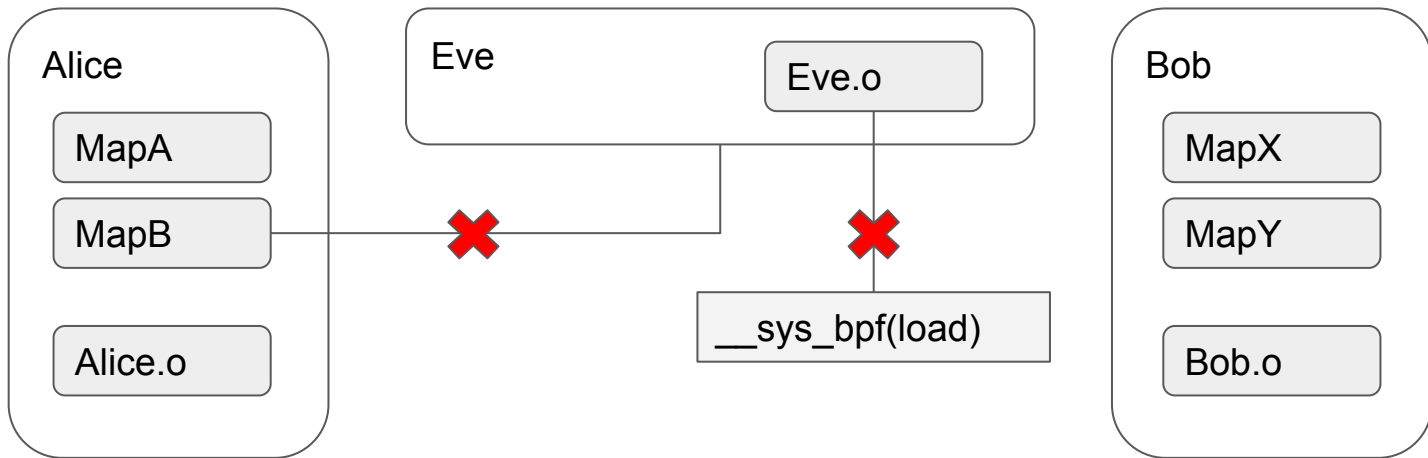 Alice
MapA
MapB
Alice.o
Eve
Eve.o
__sys_bpf(load)
Bob
MapX
MapY
Bob.o